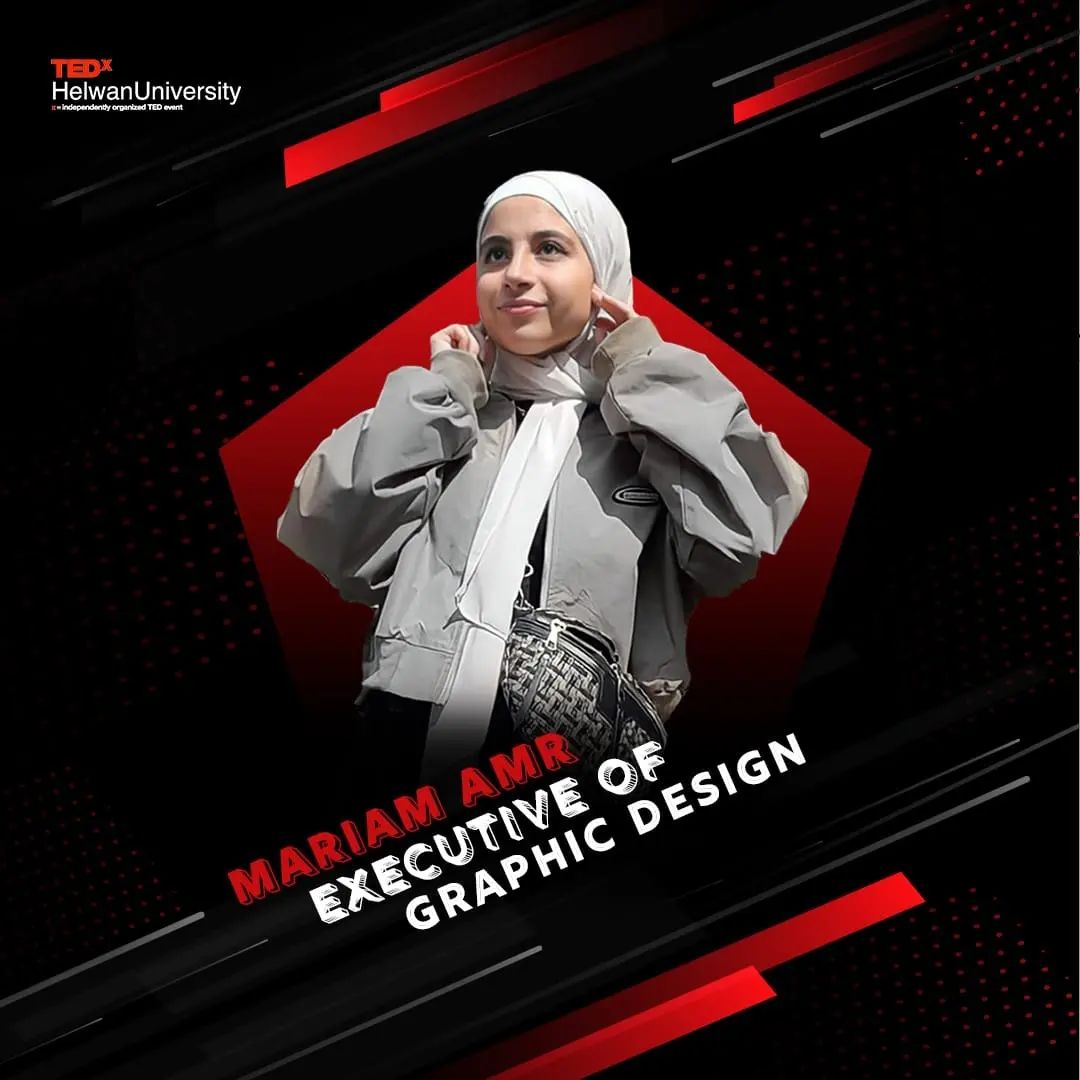 TEDx
HelwanUniversity
x = independently organized TED event
MARIAM AMR
EXECUTIVE OF
GRAPHIC DESIGN